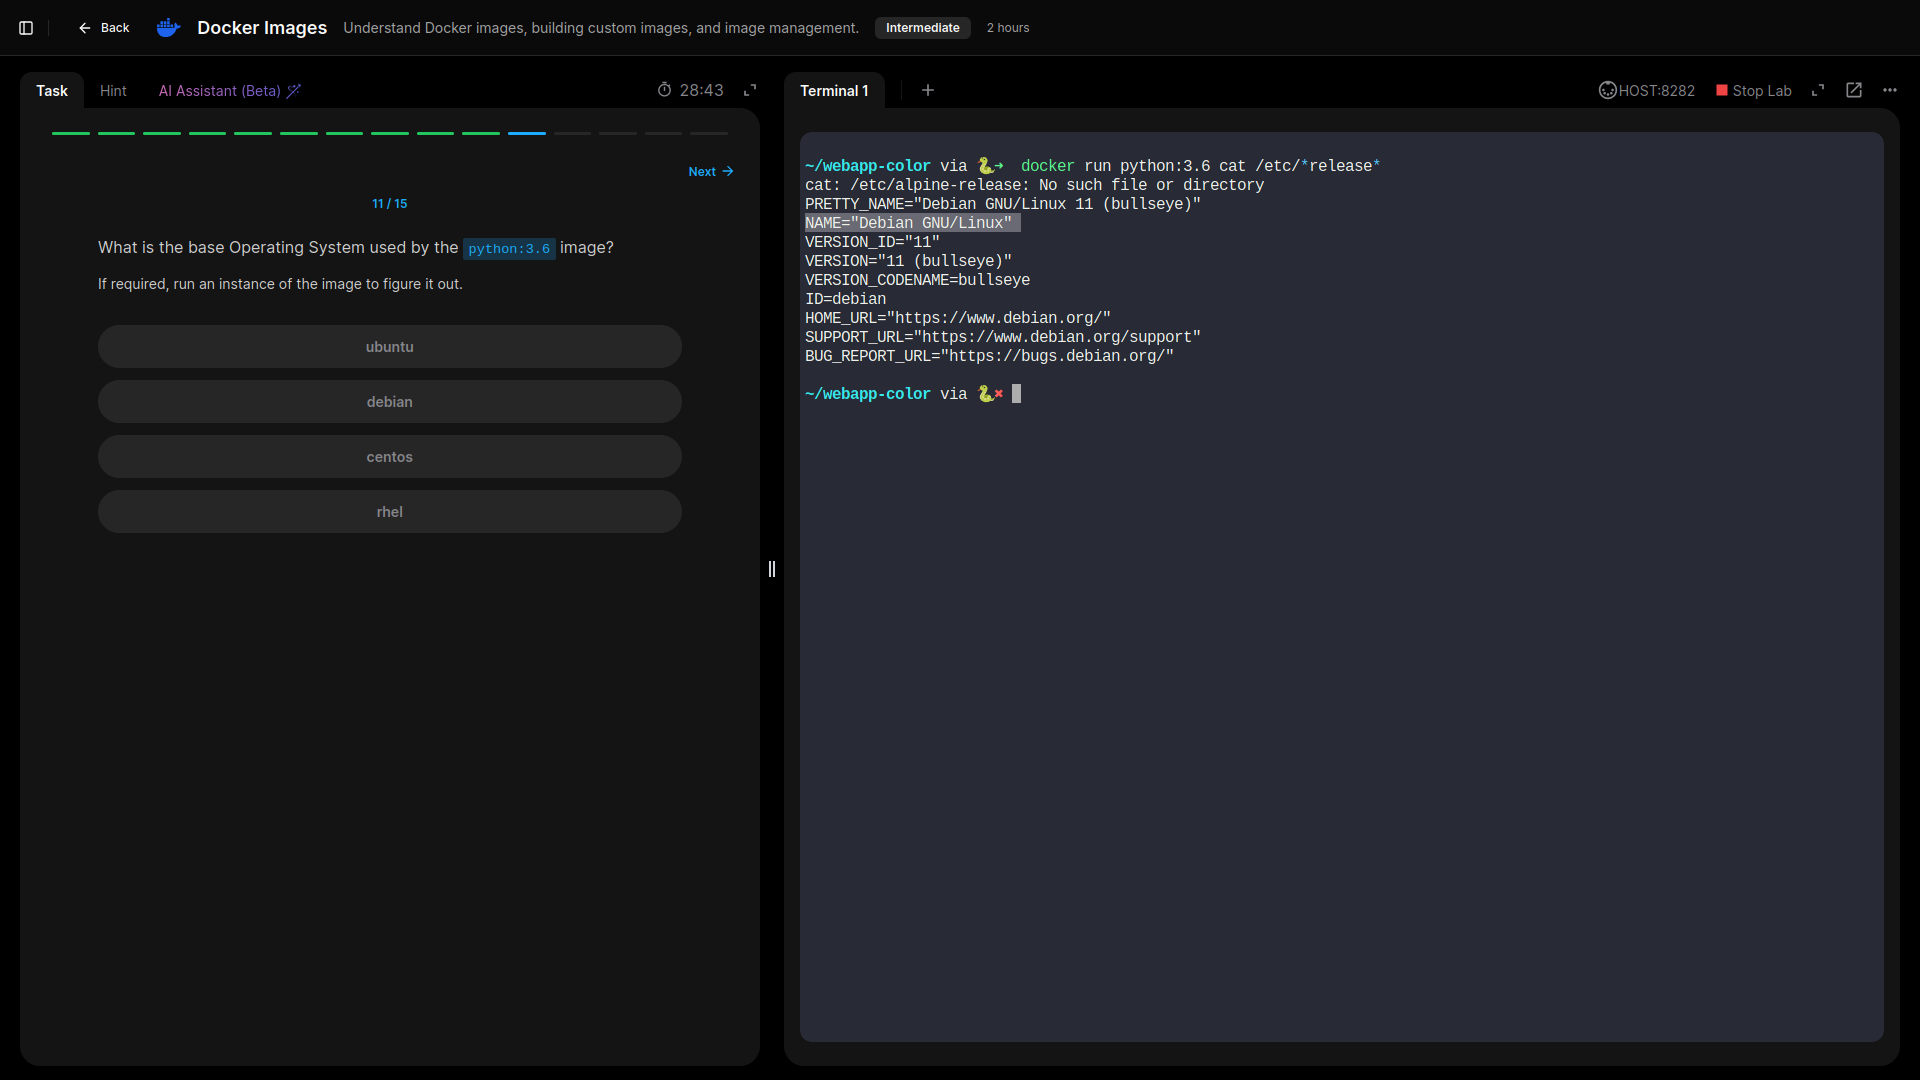 Back
Docker Images
Understand Docker images, building custom images, and image management.
Intermediate
2 hours
Task
Hint
AI Assistant (Beta)
28:43
Next
11 / 15
What is the base Operating System used by the python:3.6 image?
If required, run an instance of the image to figure it out.
ubuntu
debian
centos
rhel
Terminal 1
HOST:8282
Stop Lab
~/webapp-color via 🐍➜ docker run python:3.6 cat /etc/*release*
cat: /etc/alpine-release: No such file or directory
PRETTY_NAME="Debian GNU/Linux 11 (bullseye)"
NAME="Debian GNU/Linux"
VERSION_ID="11"
VERSION="11 (bullseye)"
VERSION_CODENAME=bullseye
ID=debian
HOME_URL="https://www.debian.org/"
SUPPORT_URL="https://www.debian.org/support"
BUG_REPORT_URL="https://bugs.debian.org/"
~/webapp-color via 🐍✖